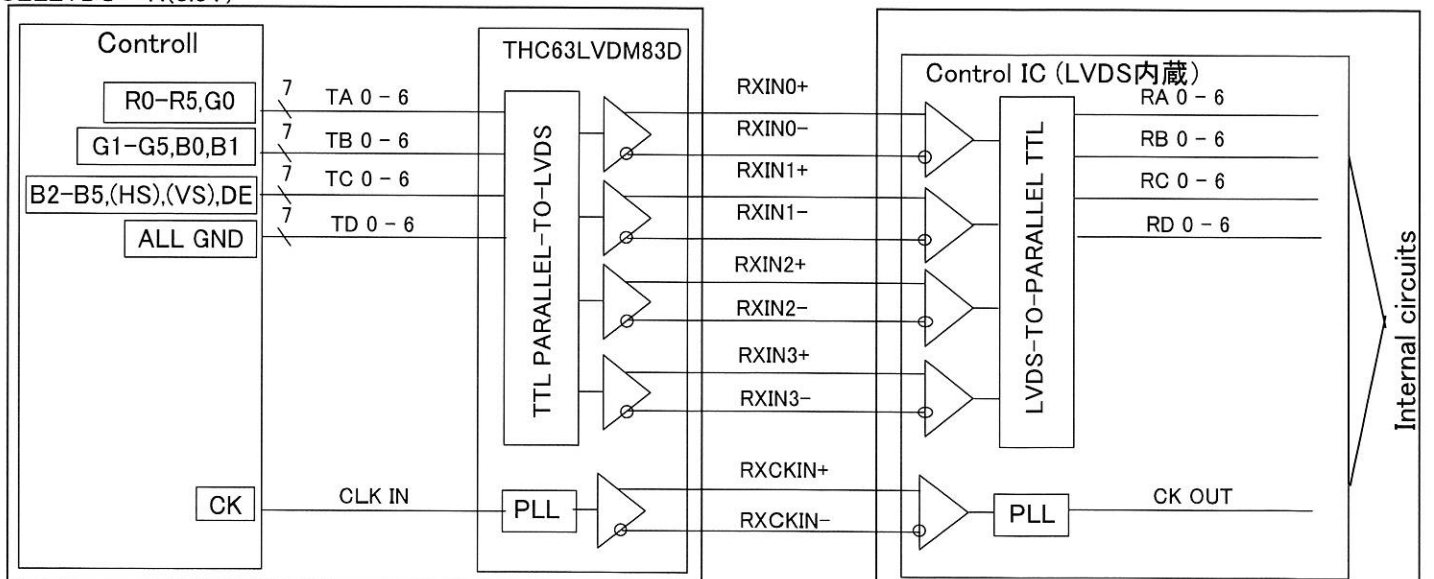 Controll
THC63LVDM83D
Control IC (LVDS内蔵)
R0-R5,G0
7
TA 0 - 6
RXIN0+
RA 0 - 6
G1-G5,B0,B1
7
TB 0 - 6
RXIN0-
RB 0 - 6
B2-B5,(HS),(VS),DE
7
TC 0 - 6
RXIN1+
RC 0 - 6
ALL GND
7
TD 0 - 6
RXIN1-
RD 0 - 6
TTL PARALLEL-TO-LVDS
RXIN2+
RXIN2-
RXIN3+
RXIN3-
LVDS-TO-PARALLEL TTL
Internal circuits
CK
CLK IN
PLL
RXCKIN+
RXCKIN-
PLL
CK OUT